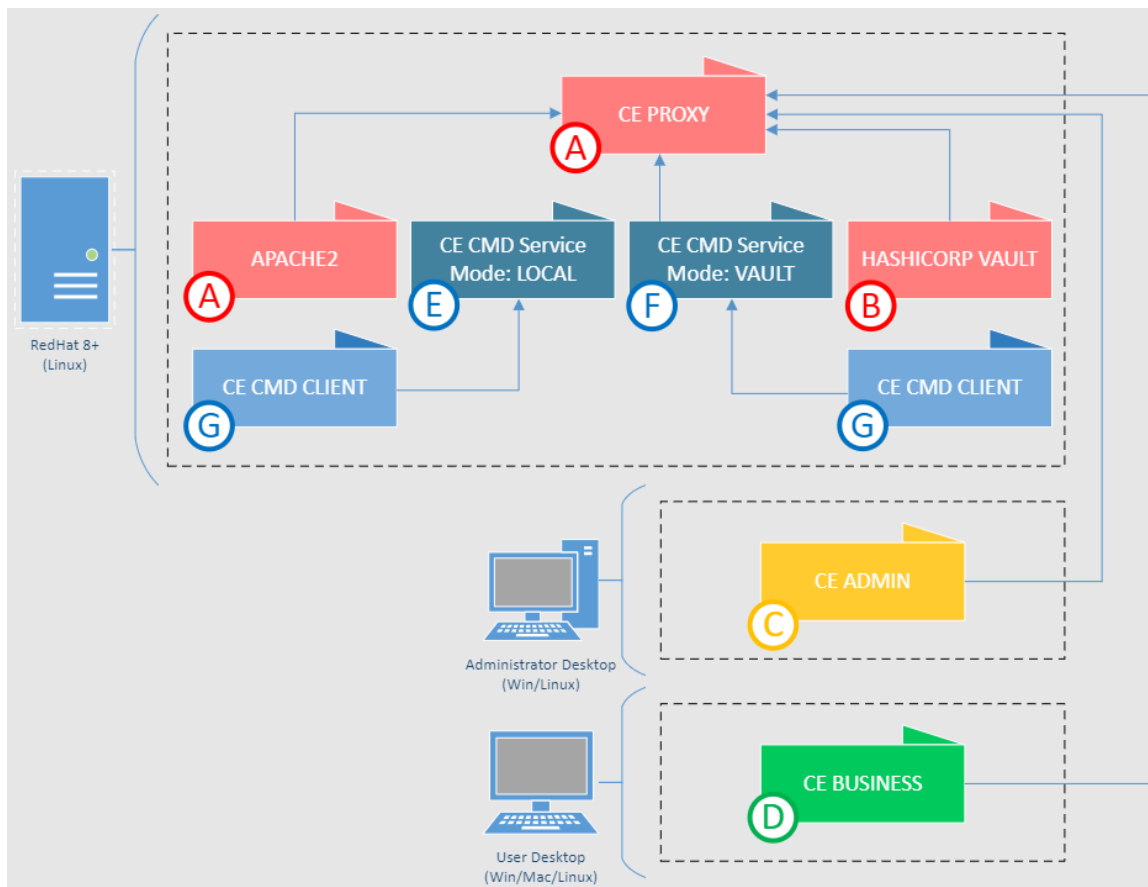 CE PROXY
A
APACHE2
A
CE CMD Service
Mode: LOCAL
E
CE CMD Service
Mode: VAULT
F
HASHICORP VAULT
B
RedHat 8+
(Linux)
CE CMD CLIENT
G
CE CMD CLIENT
G
CE ADMIN
C
Administrator Desktop
(Win/Linux)
CE BUSINESS
D
User Desktop
(Win/Mac/Linux)